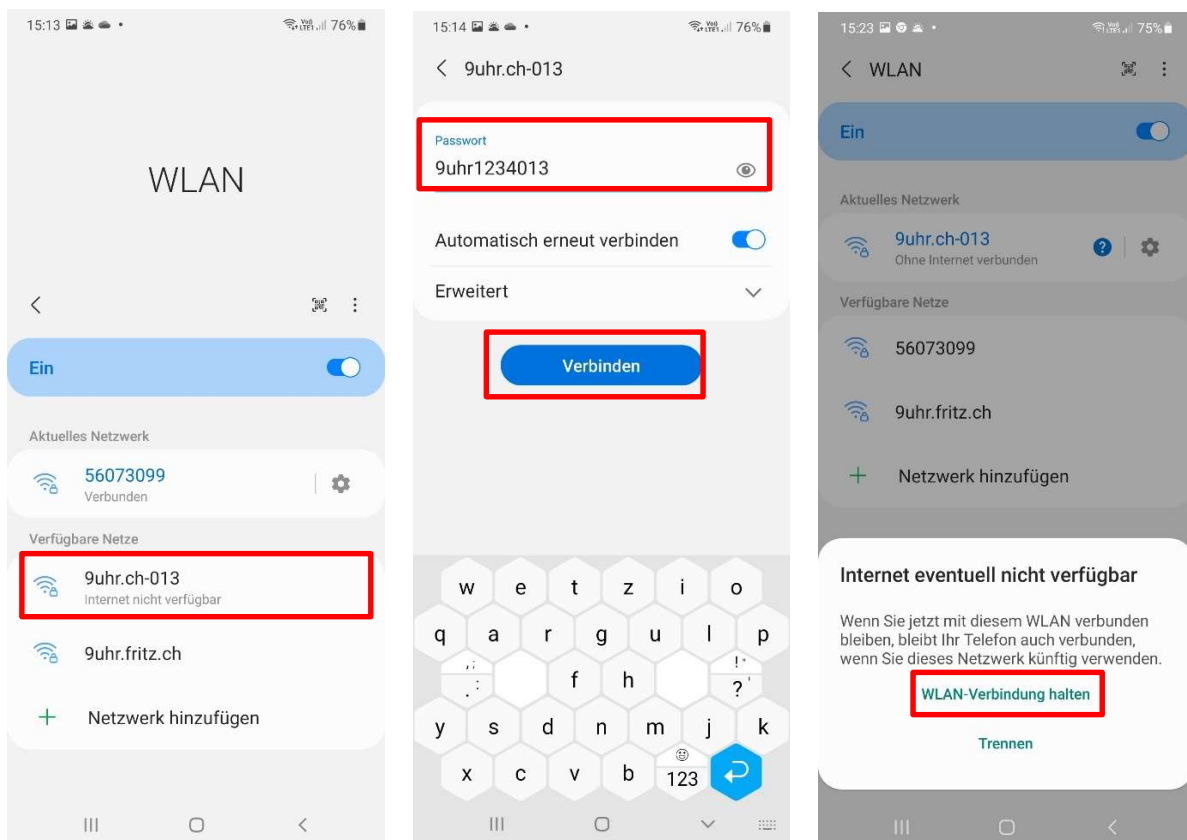 15:13 76%
WLAN
Ein
Aktuelles Netzwerk
56073099
Verbunden
Verfügbare Netze
9uhr.ch-013
Internet nicht verfügbar
9uhr.fritz.ch
+ Netzwerk hinzufügen
15:14 76%
9uhr.ch-013
Passwort
9uhr1234013
Automatisch erneut verbinden
Erweitert
Verbinden
w e t z i o
q a r g u l p
f h ?
y s d n m j k
x c v b 123
15:23 75%
WLAN
Ein
Aktuelles Netzwerk
9uhr.ch-013 ?
Ohne Internet verbunden
Verfügbare Netze
56073099
9uhr.fritz.ch
+ Netzwerk hinzufügen
Internet eventuell nicht verfügbar
Wenn Sie jetzt mit diesem WLAN verbunden
bleiben, bleibt Ihr Telefon auch verbunden,
wenn Sie dieses Netzwerk künftig verwenden.
WLAN-Verbindung halten
Trennen